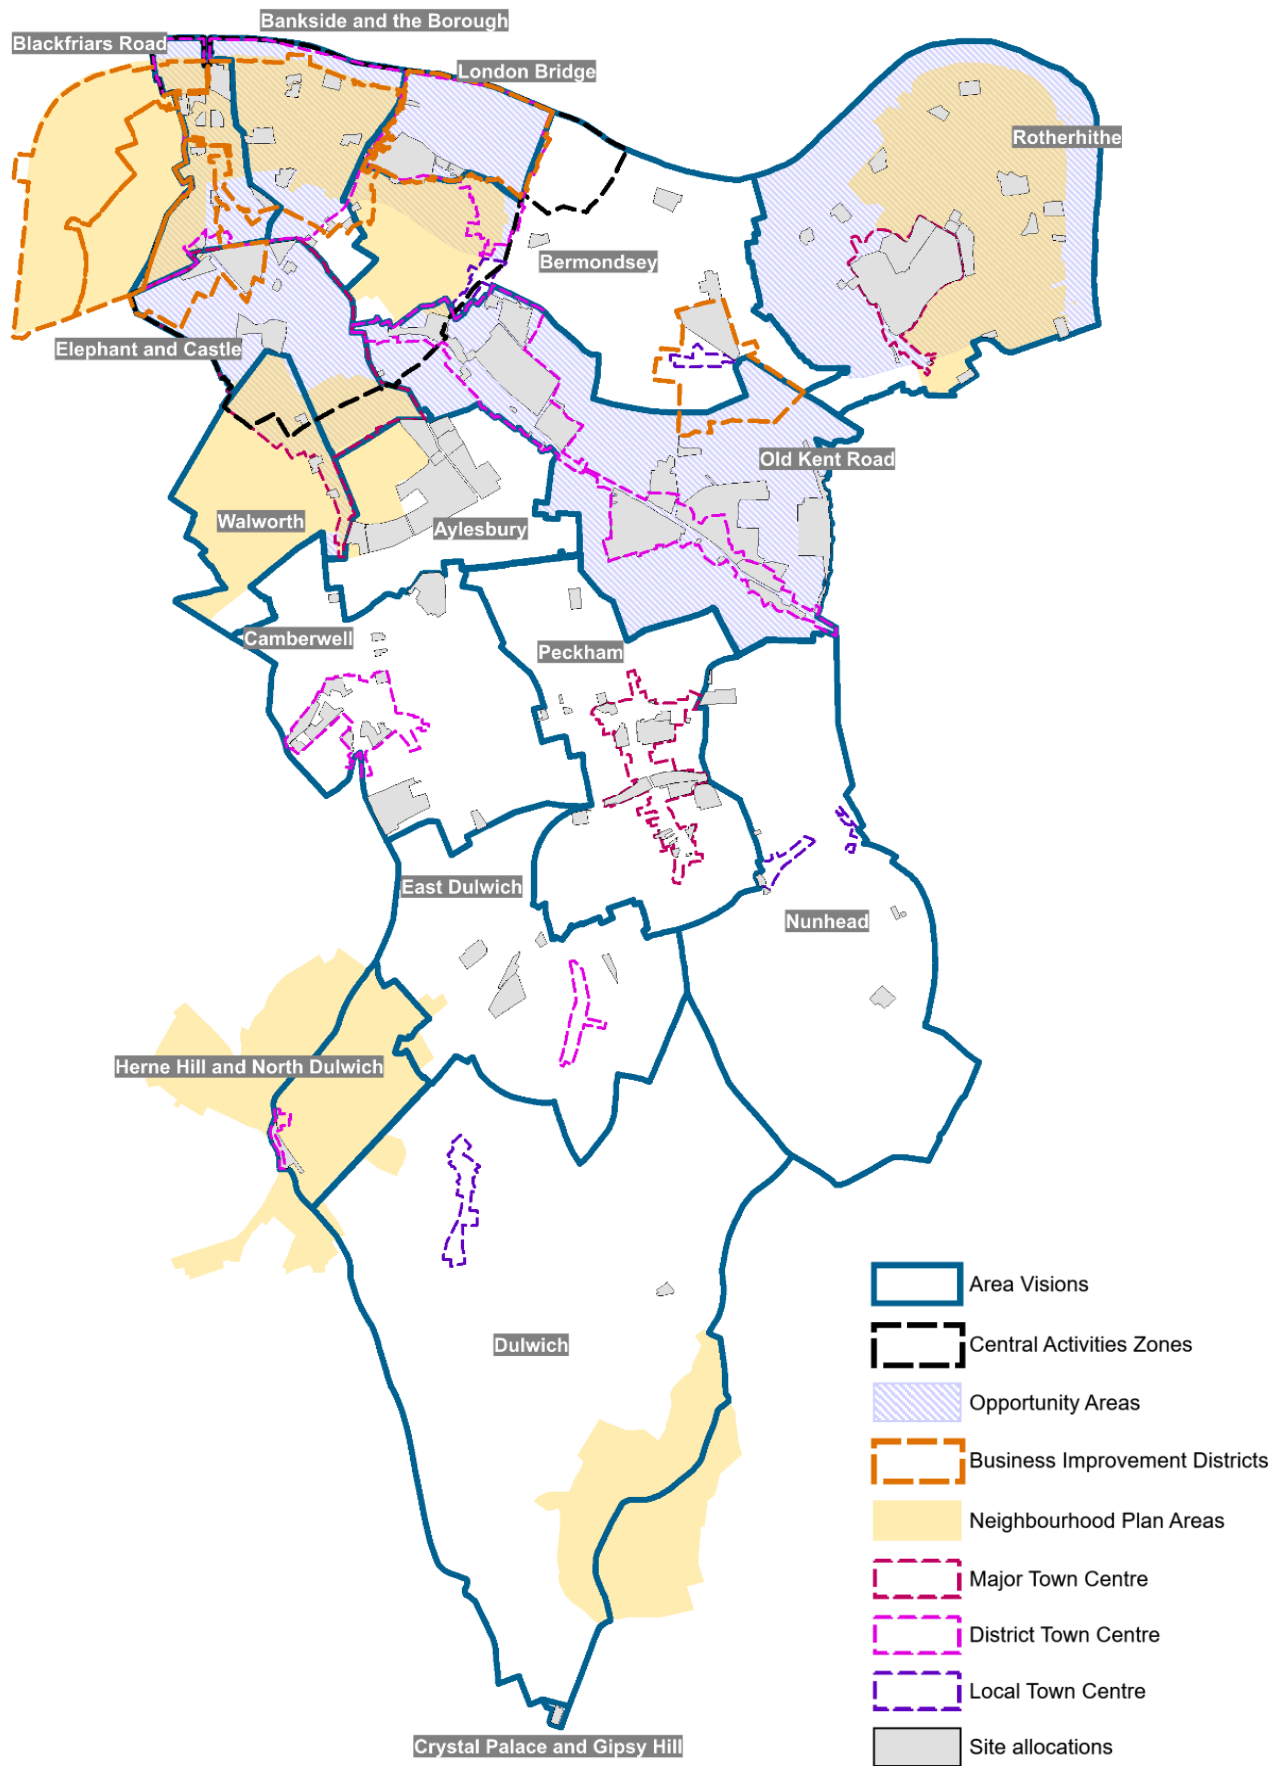 Bankside and the Borough
Blackfriars Road
London Bridge
Rotherhithe
Bermondsey
Elephant and Castle
Old Kent Road
Walworth
Aylesbury
Camberwell
Peckham
East Dulwich
Nunhead
Herne Hill and North Dulwich
Dulwich
Crystal Palace and Gipsy Hill
Area Visions
Central Activities Zones
Opportunity Areas
Business Improvement Districts
Neighbourhood Plan Areas
Major Town Centre
District Town Centre
Local Town Centre
Site allocations